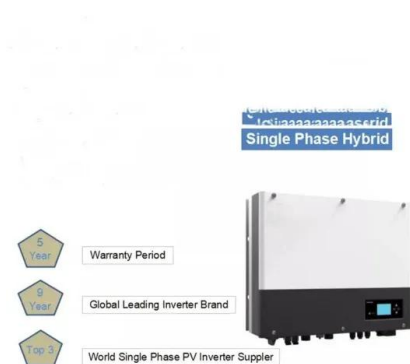 Single Phase Hybrid
5
Year
Warranty Period
9
Year
Global Leading Inverter Brand
Top 3
World Single Phase PV Inverter Suppler